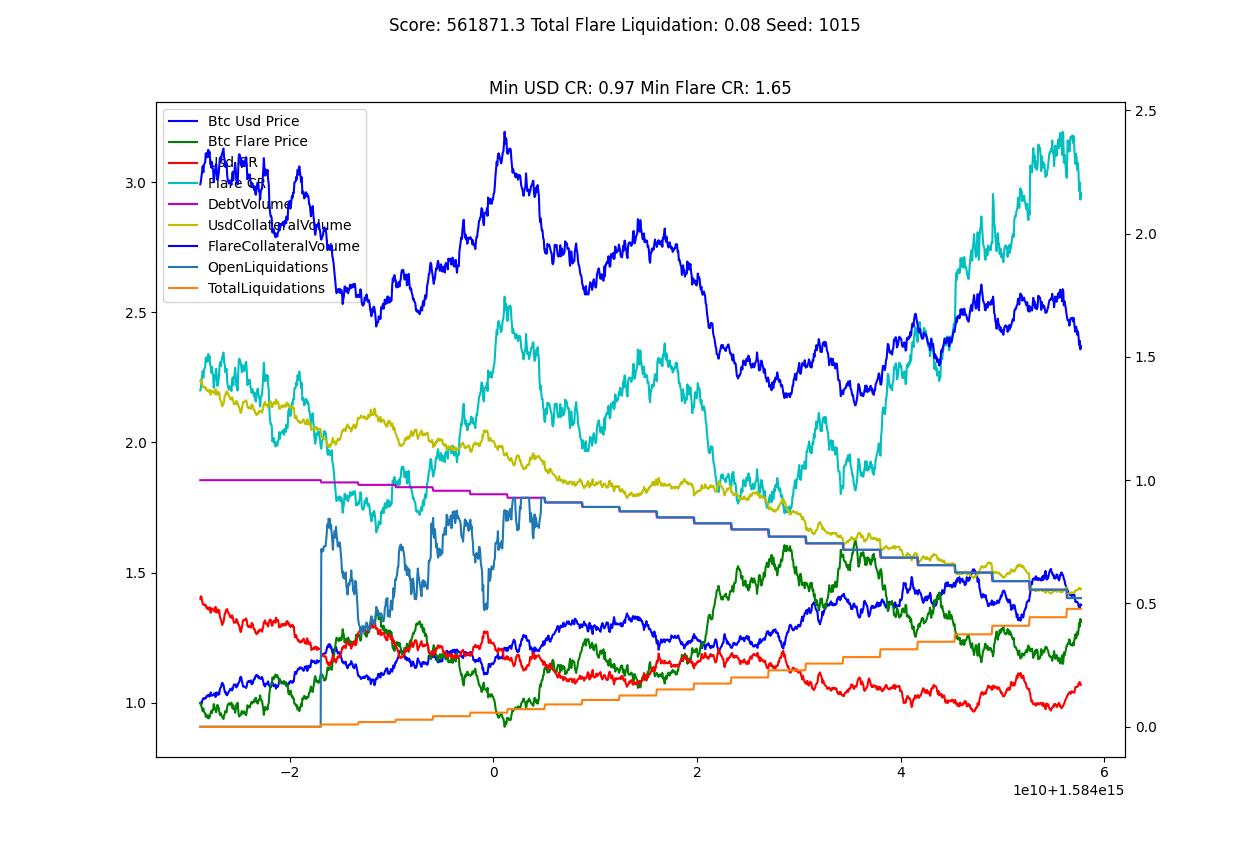 Score: 561871.3 Total Flare Liquidation: 0.08 Seed: 1015
Min USD CR: 0.97 Min Flare CR: 1.65
Btc Usd Price
Btc Flare Price
Usd CR
Flare CR
DebtVolume
UsdCollateralVolume
FlareCollateralVolume
OpenLiquidations
TotalLiquidations
3.0
2.5
2.0
1.5
1.0
2.5
2.0
1.5
1.0
0.5
0.0
−2
0
2
4
6
1e10+1.584e15